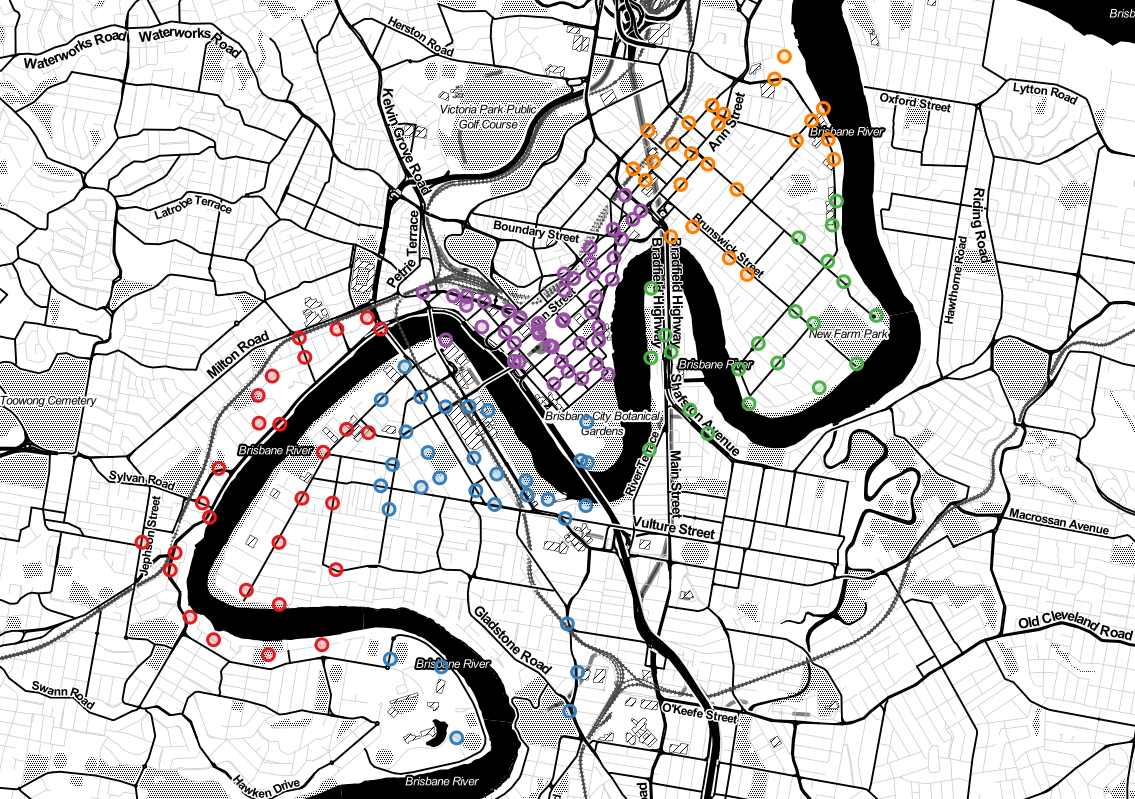 Brisb
Herston Road
Waterworks Road
Waterworks Road
Lytton Road
Oxford Street
Victoria Park Public
Golf Course
Kelvin Grove Road
Ann Street
Brisbane River
Latrobe Terrace
Riding Road
Boundary Street
Petrie Terrace
Brunswick Street
Bradfield Highway
Bradfield Highway
Hawthorne Road
Milton Road
New Farm Park
Brisbane River
Toowong Cemetery
Sharston Avenue
Brisbane City Botanical
Gardens
Brisbane River
River Terrace
Main Street
Sylvan Road
Jephson Street
Vulture Street
Macrossan Avenue
Gladstone Road
Old Cleveland Road
Brisbane River
Swann Road
O'Keefe Street
Hawken Drive
Brisbane River